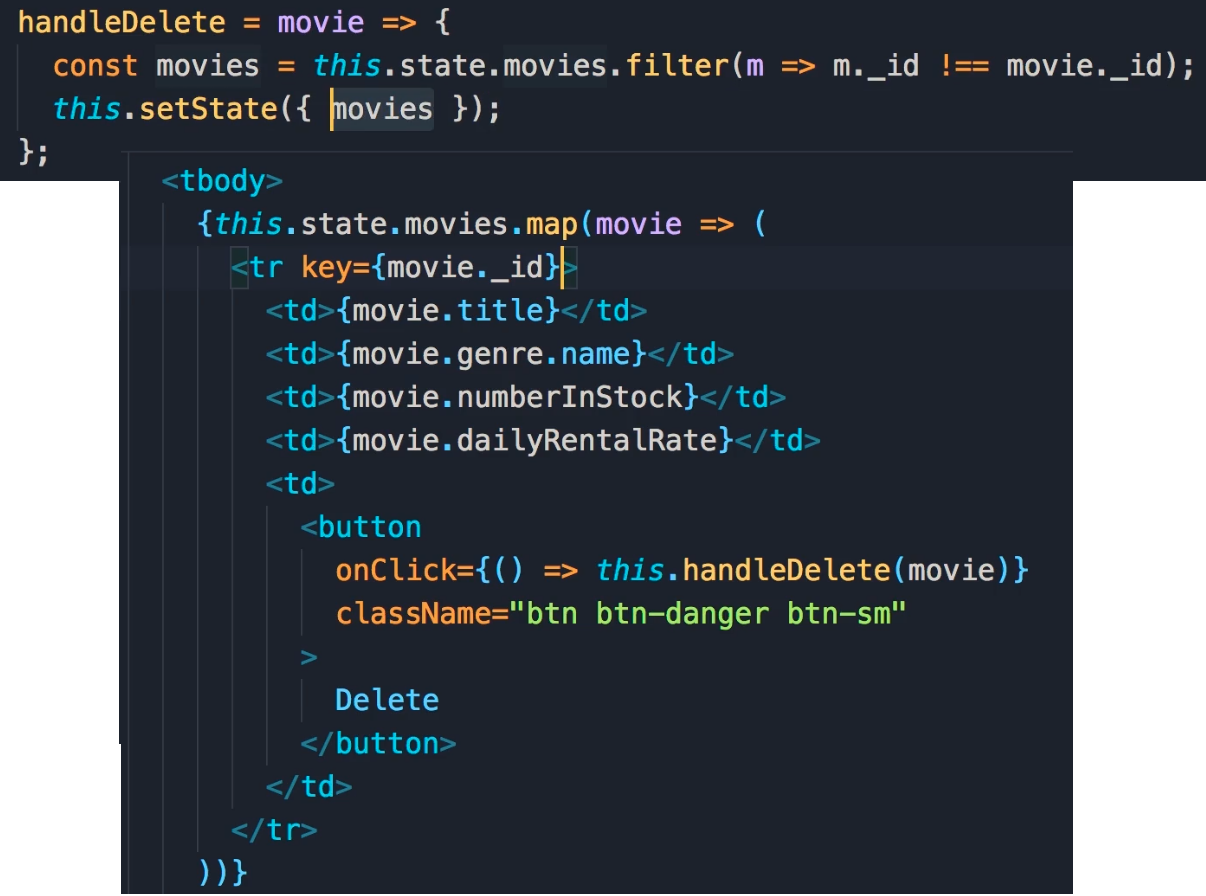 handleDelete = movie => {
const movies = this.state.movies.filter(m => m._id !== movie._id);
this.setState({ movies });
};
<tbody>
{this.state.movies.map(movie => (
<tr key={movie._id}>
<td>{movie.title}</td>
<td>{movie.genre.name}</td>
<td>{movie.numberInStock}</td>
<td>{movie.dailyRentalRate}</td>
<td>
<button
onClick={() => this.handleDelete(movie)}
className="btn btn-danger btn-sm"
>
Delete
</button>
</td>
</tr>
))}